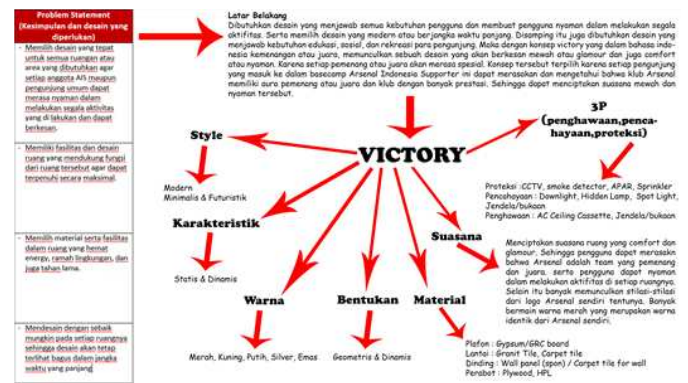 Problem Statement
(Kesimpulan dan desain yang
diperlukan)
- Memilih desain yang tepat
untuk semua ruangan atau
area yang dibutuhkan agar
setiap anggota AIS maupun
pengunjung umum dapat
merasa nyaman dalam
melakukan segala aktivitas
yang di lakukan dan dapat
berkesan.
- Memiliki fasilitas dan desain
ruang yang mendukung fungsi
dari ruang tersebut agar dapat
terpenuhi secara maksimal.
- Memilih material serta fasilitas
dalam ruang yang hemat
energy, ramah lingkungan, dan
juga tahan lama.
- Mendesain dengan sebaik
mungkin pada setiap ruangnya
sehingga desain akan tetap
terlihat bagus dalam jangka
waktu yang panjang
Latar Belakang
Dibutuhkan desain yang menjawab semua kebutuhan pengguna dan membuat pengguna nyaman dalam melakukan segala
aktifitas. Serta memilih desain yang modern atau berjangka waktu panjang. Disamping itu juga dibutuhkan desain yang
menjawab kebutuhan edukasi, sosial, dan rekreasi para pengunjung. Maka dengan konsep victory yang dalam bahasa indo-
nesia kemenangan atau juara, memunculkan sebuah desain yang akan berkesan mewah atau glamour dan juga comfort
atau nyaman. Karena setiap pemenang atau juara akan merasa spesial. Konsep tersebut terpilih karena setiap pengunjung
yang masuk ke dalam basecamp Arsenal Indonesia Supporter ini dapat merasakan dan mengetahui bahwa klub Arsenal
memiliki aura pemenang atau juara dan klub dengan banyak prestasi. Sehingga dapat menciptakan suasana mewah dan
nyaman tersebut.
3P
(penghawaan,penca-
hayaan,proteksi)
Style
VICTORY
Modern
Minimalis & Futuristik
Proteksi :CCTV, smoke detector, APAR, Sprinkler
Pencahayaan : Downlight, Hidden Lamp, Spot Light,
Jendela/bukaan
Penghawaan : AC Ceiling Cassette, Jendela/bukaan
Karakteristik
Suasana
Menciptakan suasana ruang yang comfort dan
glamour. Sehingga pengguna dapat merasakn
bahwa Arsenal adalah team yang pemenang
dan juara, serta pengguna dapat nyaman
dalam melakukan aktifitas di setiap ruangnya.
Selain itu banyak memunculkan stilasi-stilasi
dari logo Arsenal sendiri tentunya. Banyak
bermain warna merah yang merupakan warna
identik dari Arsenal sendiri.
Statis & Dinamis
Warna
Bentukan
Material
Merah, Kuning, Putih, Silver, Emas
Geometris & Dinamis
Plafon : Gypsum/GRC board
Lantai : Granit Tile, Carpet tile
Dinding : Wall panel (spon) / Carpet tile for wall
Perabot : Plywood, HPL